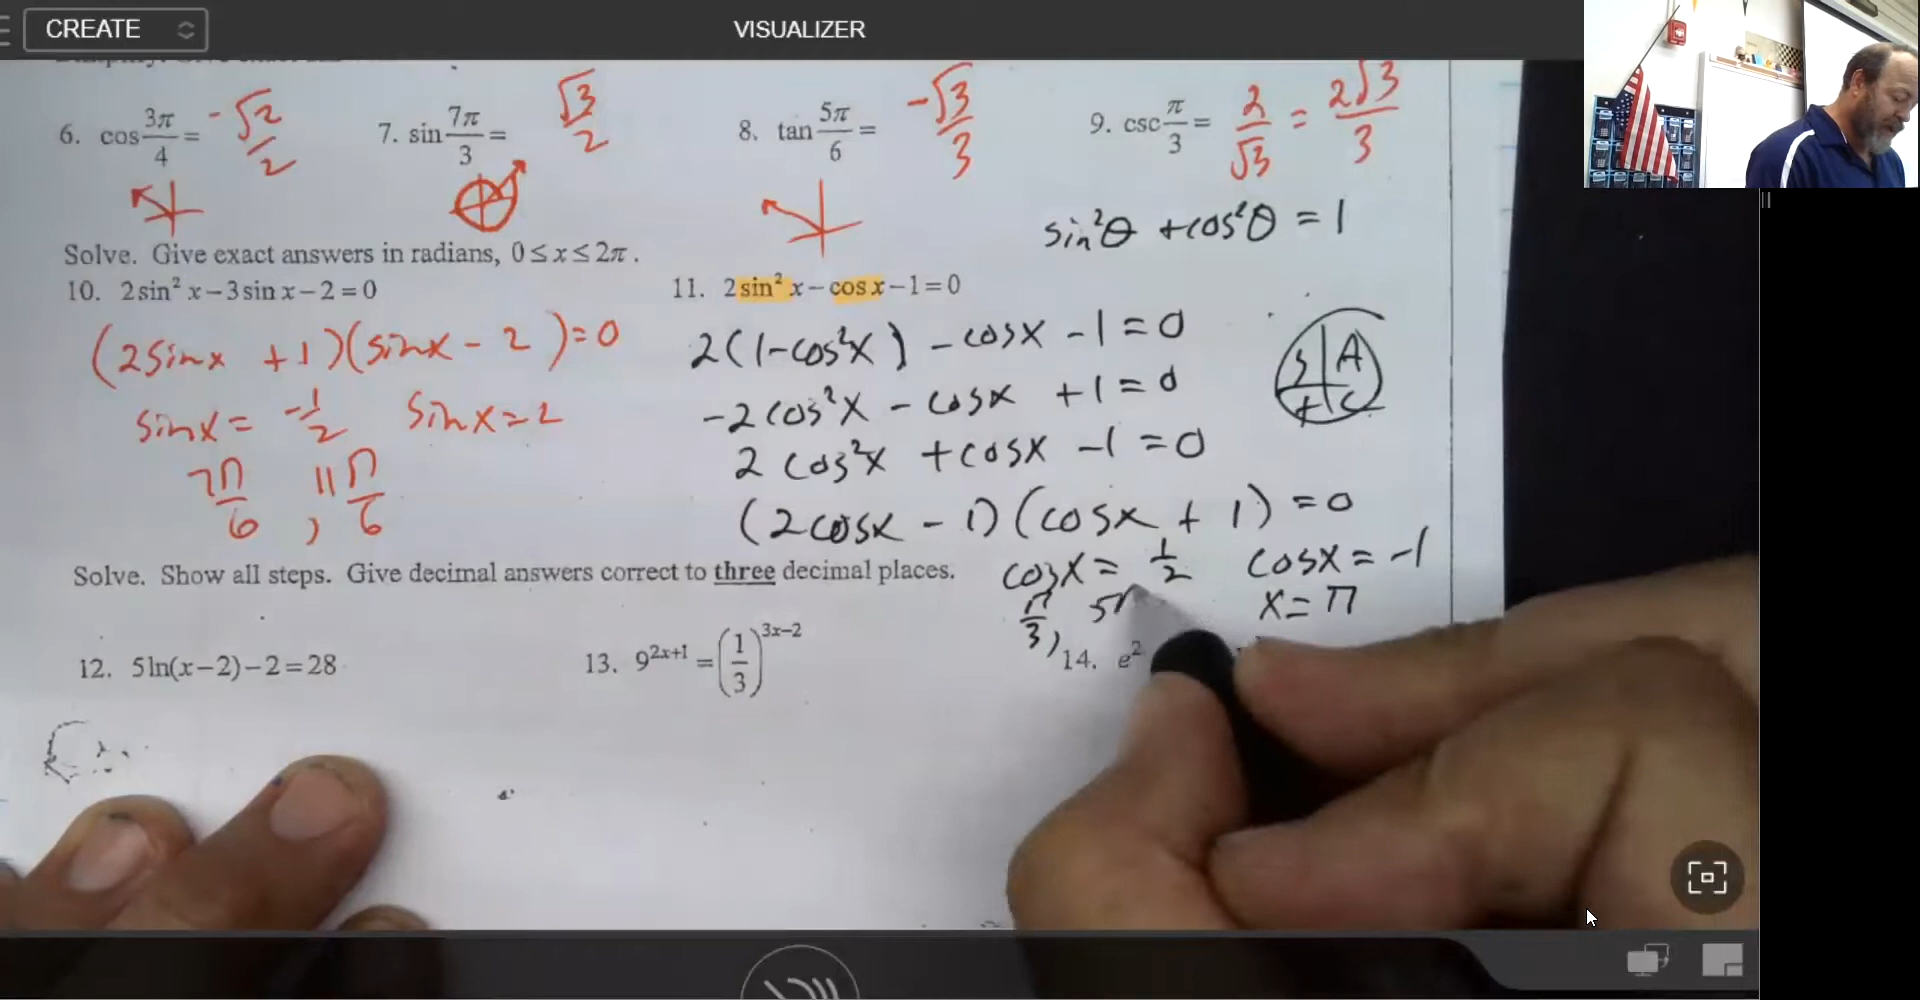 CREATE
VISUALIZER
6. cos 3π/4 = -√2/2
7. sin 7π/3 = √3/2
8. tan 5π/6 = -√3/3
9. csc π/3 = 2/√3 = 2√3/3
sin²θ + cos²θ = 1
Solve. Give exact answers in radians, 0≤x≤2π.
10. 2sin² x−3sin x−2=0
(2sinx +1)(sinx - 2)=0
sinx = -1/2 sinx=2
7π/6, 11π/6
11. 2sin² x−cos x−1=0
2(1-cos²x) - cosx -1=0
-2cos²x - cosx +1=0
2cos²x +cosx -1=0
(2cosx - 1)(cosx + 1)=0
cosx = 1/2 cosx = -1
π/3, 5π x = π
S A
T C
Solve. Show all steps. Give decimal answers correct to three decimal places.
12. 5ln(x−2)−2=28
13. 9^(2x+1) = (1/3)^(3x−2)
14. e²